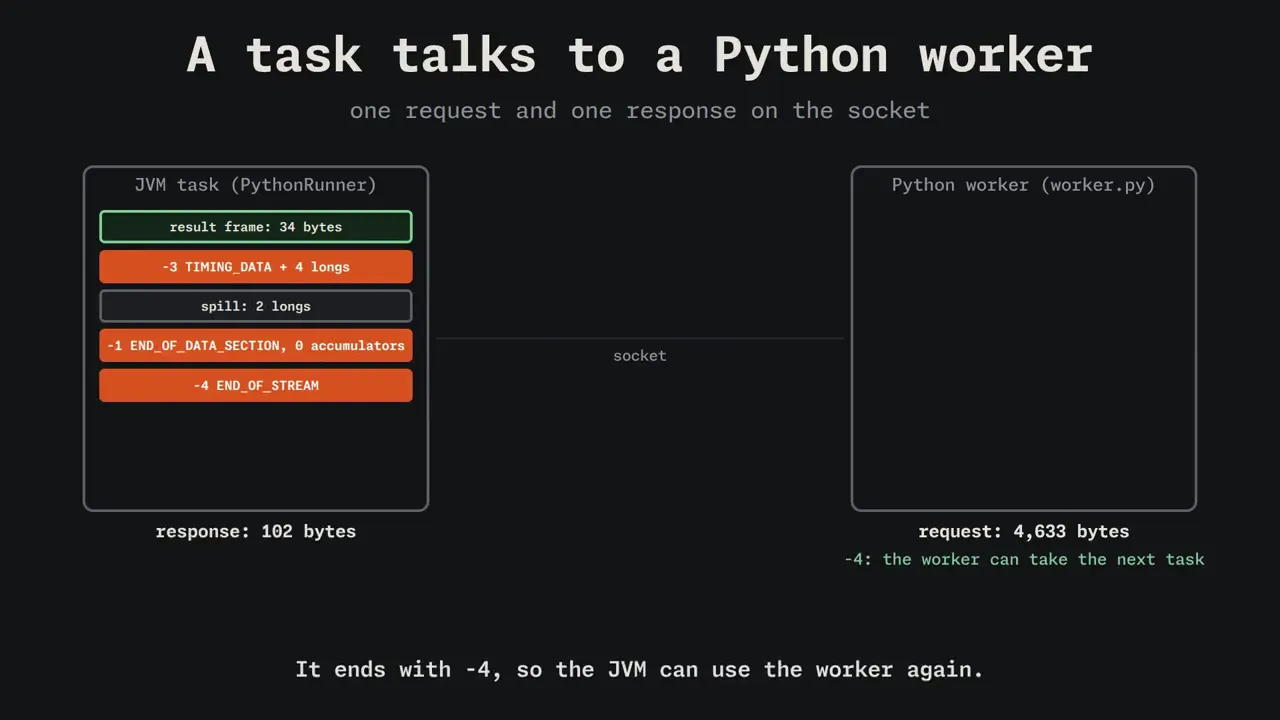 A task talks to a Python worker
one request and one response on the socket
JVM task (PythonRunner)
result frame: 34 bytes
-3 TIMING_DATA + 4 longs
spill: 2 longs
-1 END_OF_DATA_SECTION, 0 accumulators
-4 END_OF_STREAM
response: 102 bytes
socket
Python worker (worker.py)
request: 4,633 bytes
-4: the worker can take the next task
It ends with -4, so the JVM can use the worker again.